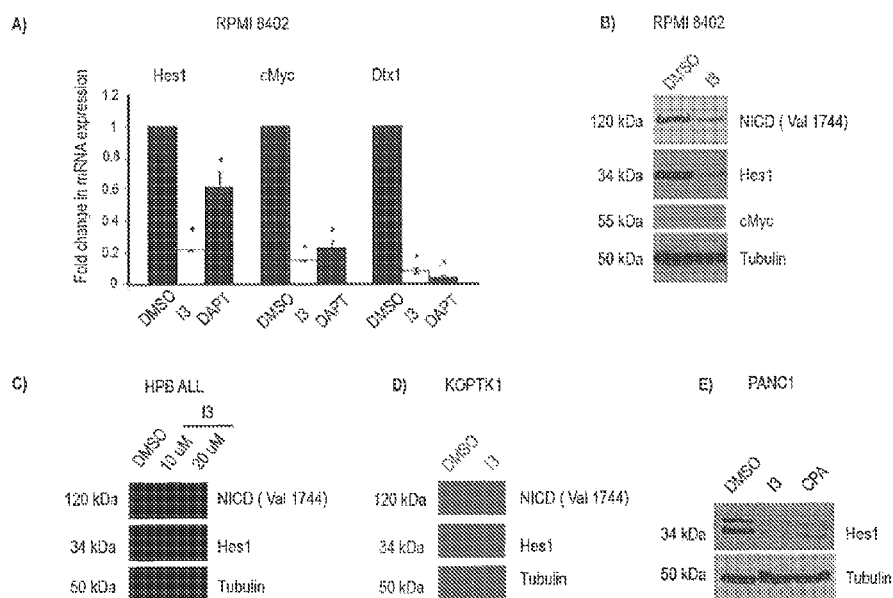 A) RPMI 8402
Hes1 cMyc Dtx1
Fold change in mRNA expression
1
0.8
0.6
0.4
0.2
0
DMSO I3 DAPT DMSO I3 DAPT DMSO I3 DAPT
B) RPMI 8402
DMSO I3
120 kDa NICD ( Val 1744)
34 kDa Hes1
55 kDa cMyc
50 kDa Tubulin
C) HPB ALL
I3
DMSO 10 uM 20 uM
120 kDa NICD ( Val 1744)
34 kDa Hes1
50 kDa Tubulin
D) KOPTK1
DMSO I3
120 kDa NICD ( Val 1744)
34 kDa Hes1
50 kDa Tubulin
E) PANC1
DMSO I3 CPA
34 kDa Hes1
50 kDa Tubulin